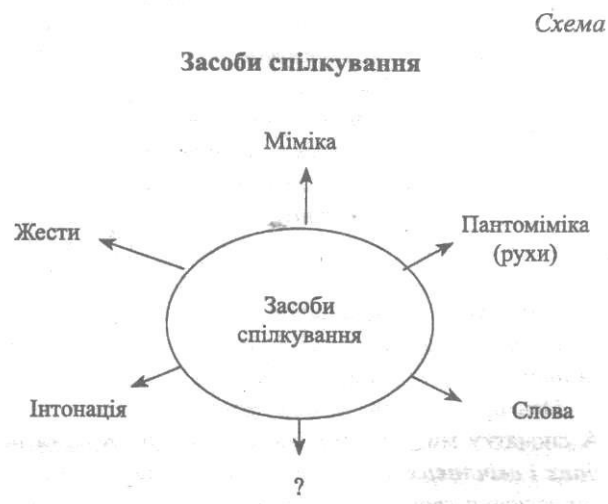 Схема
Засоби спілкування
Міміка
Жести
Пантоміміка
(рухи)
Засоби
спілкування
Інтонація
Слова
?